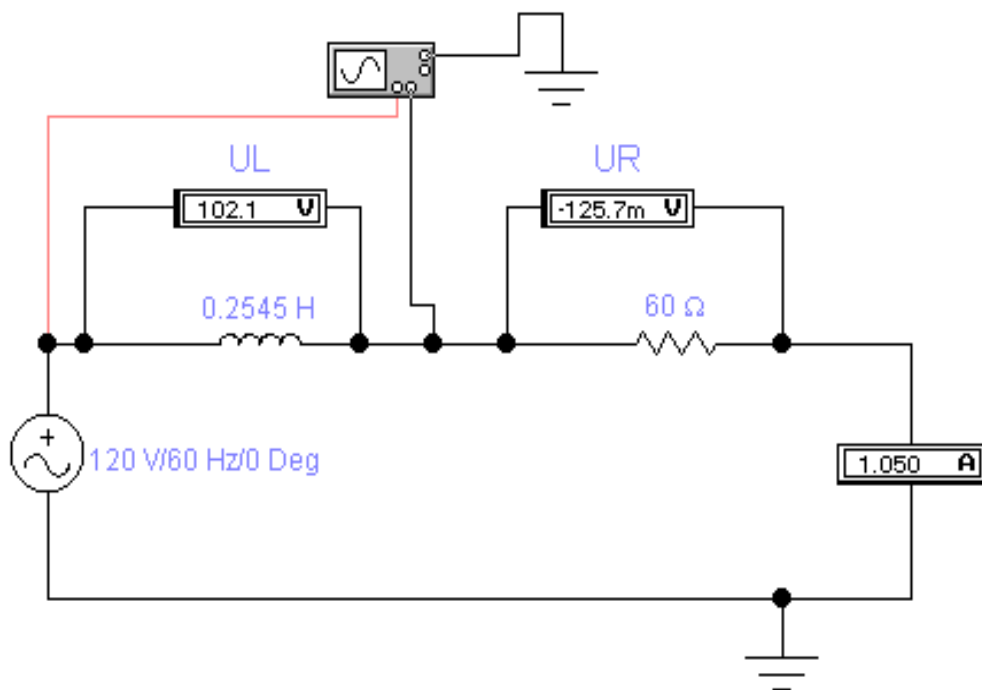 UL
UR
102.1 V
-125.7m V
0.2545 H
60 Ω
120 V/60 Hz/0 Deg
1.050 A